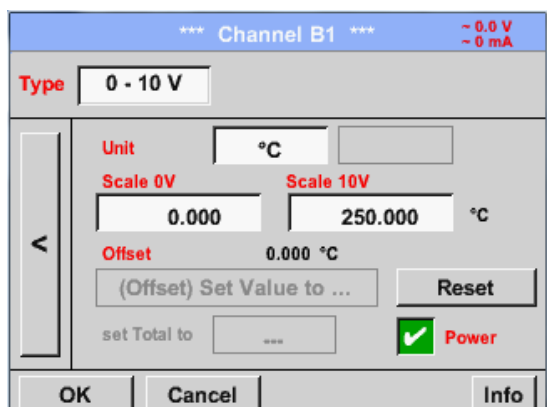 *** Channel B1 ***
~ 0.0 V
~ 0 mA
Type 0 - 10 V
Unit °C
Scale 0V Scale 10V
0.000 250.000 °C
<
Offset 0.000 °C
(Offset) Set Value to ... Reset
set Total to --- Power
OK Cancel Info